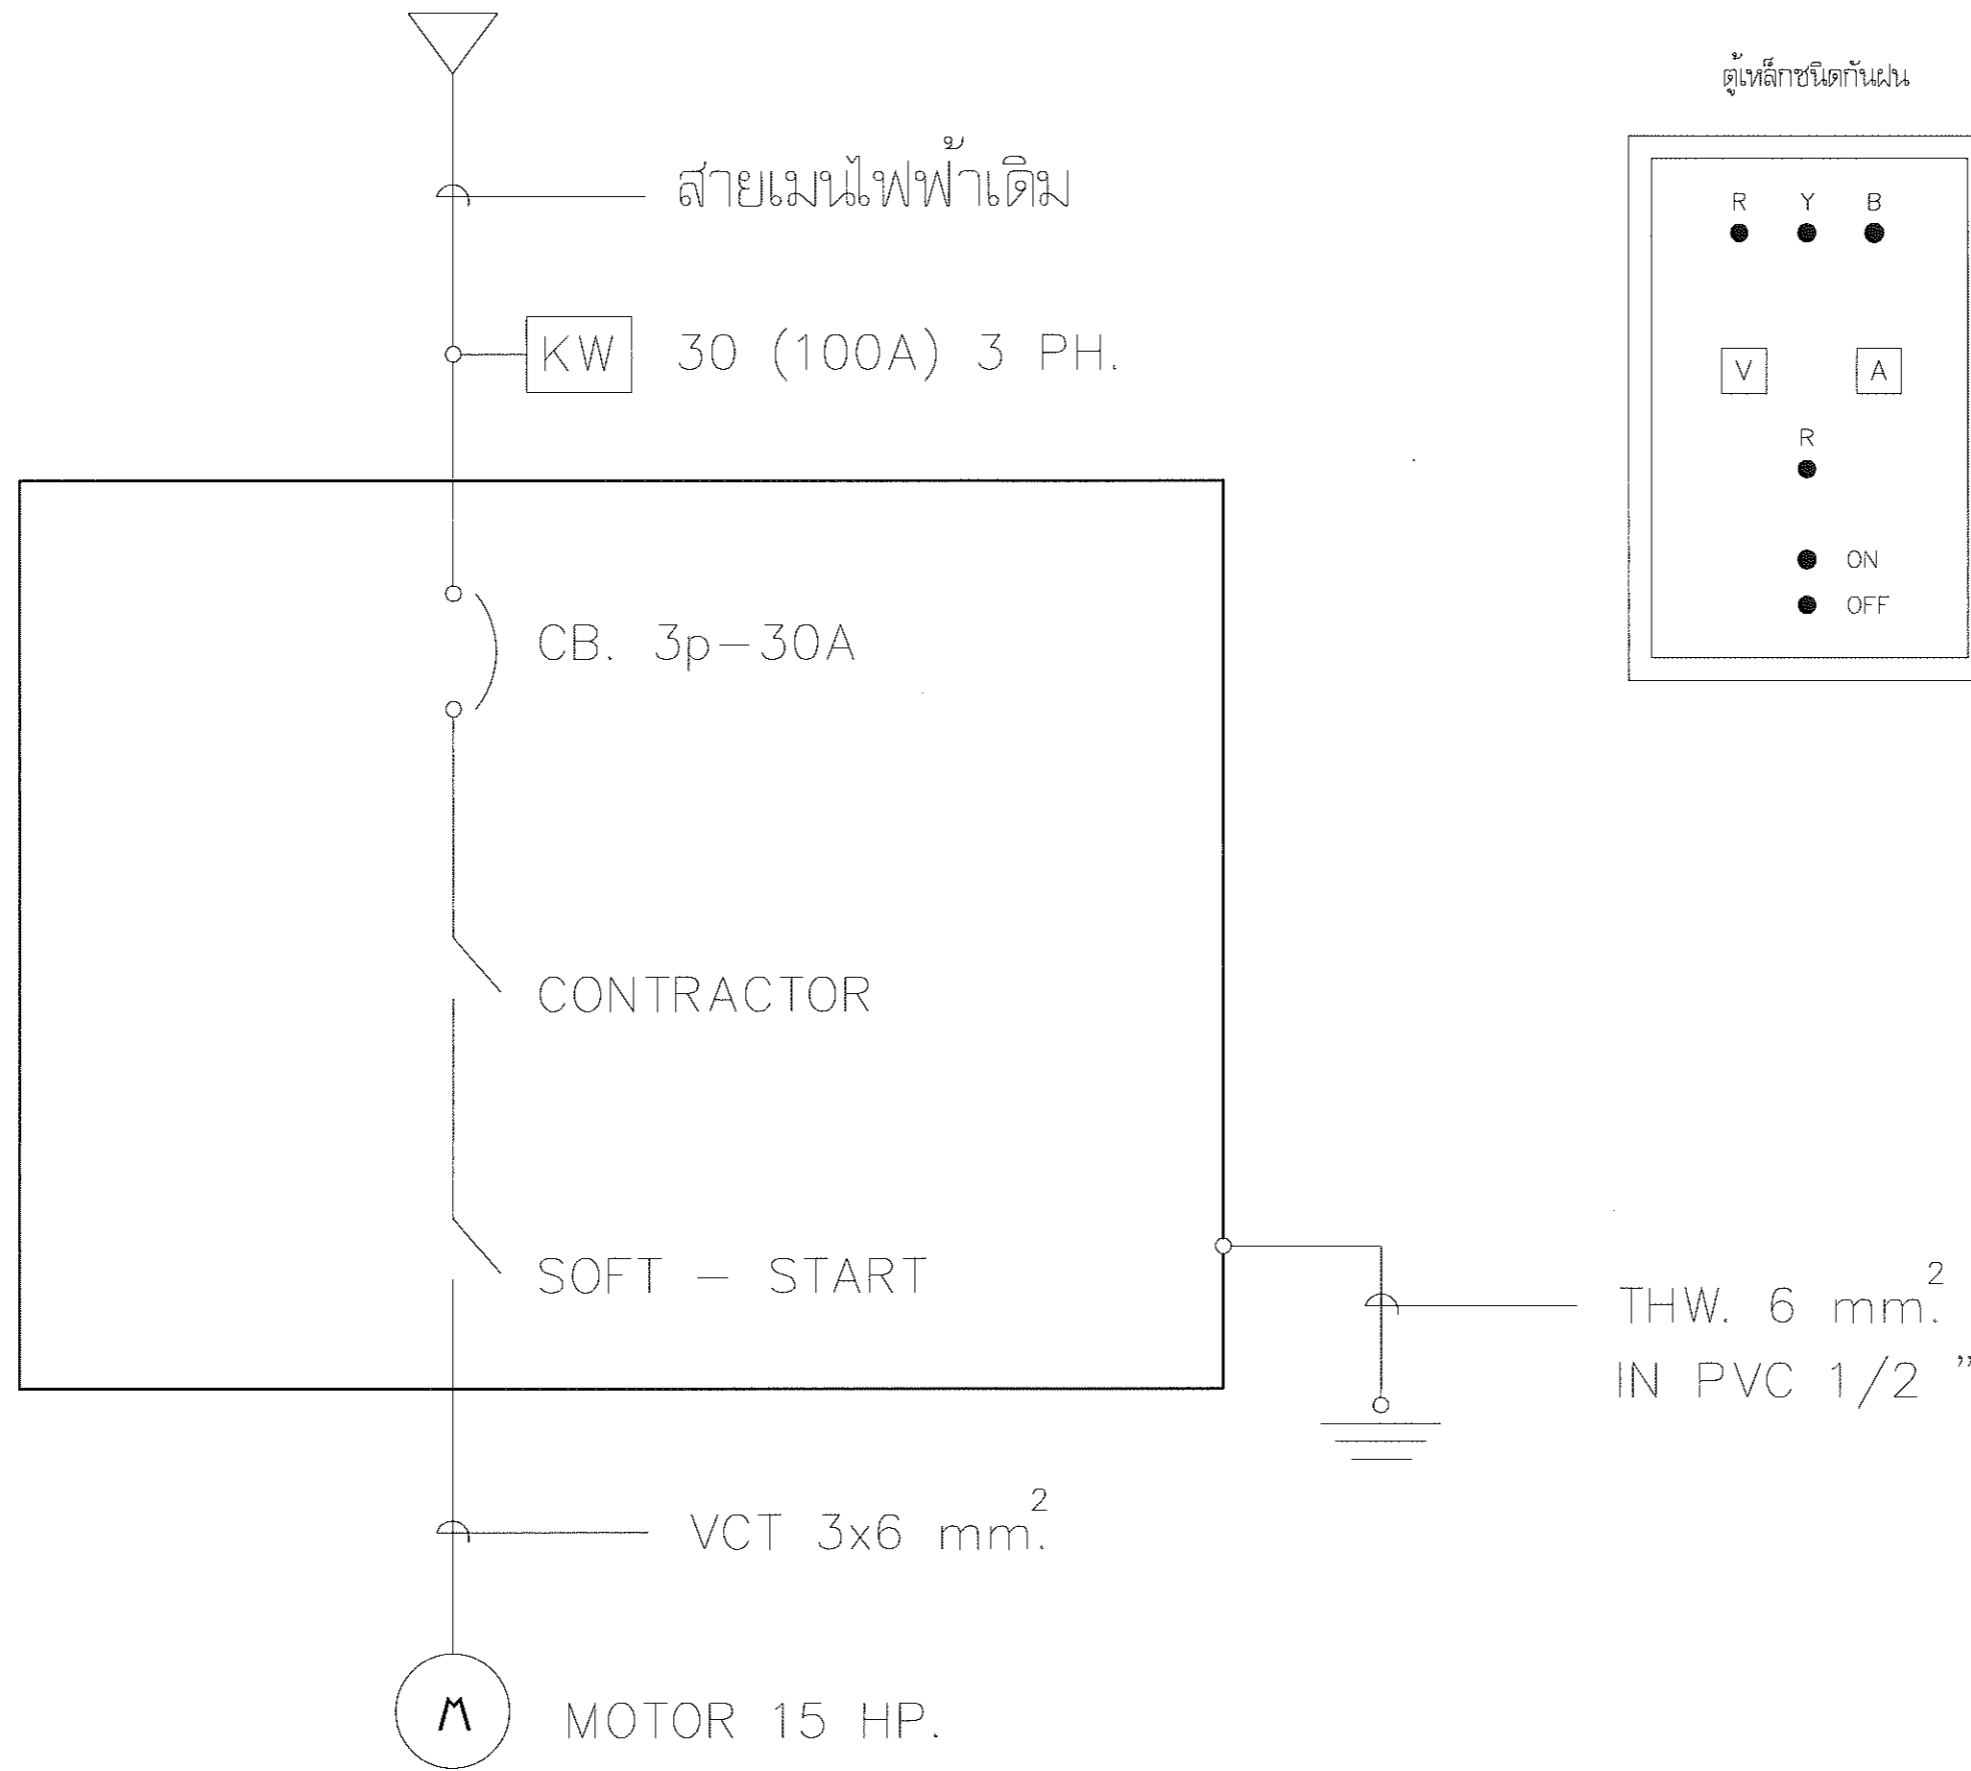 สายเมนไฟฟ้าเดิม
KW 30 (100A) 3 PH.
CB. 3p-30A
CONTRACTOR
SOFT - START
VCT 3x6 mm.²
M MOTOR 15 HP.
THW. 6 mm.²
IN PVC 1/2 "
ตู้เหล็กชนิดกันฝน
R Y B
V A
R
ON
OFF